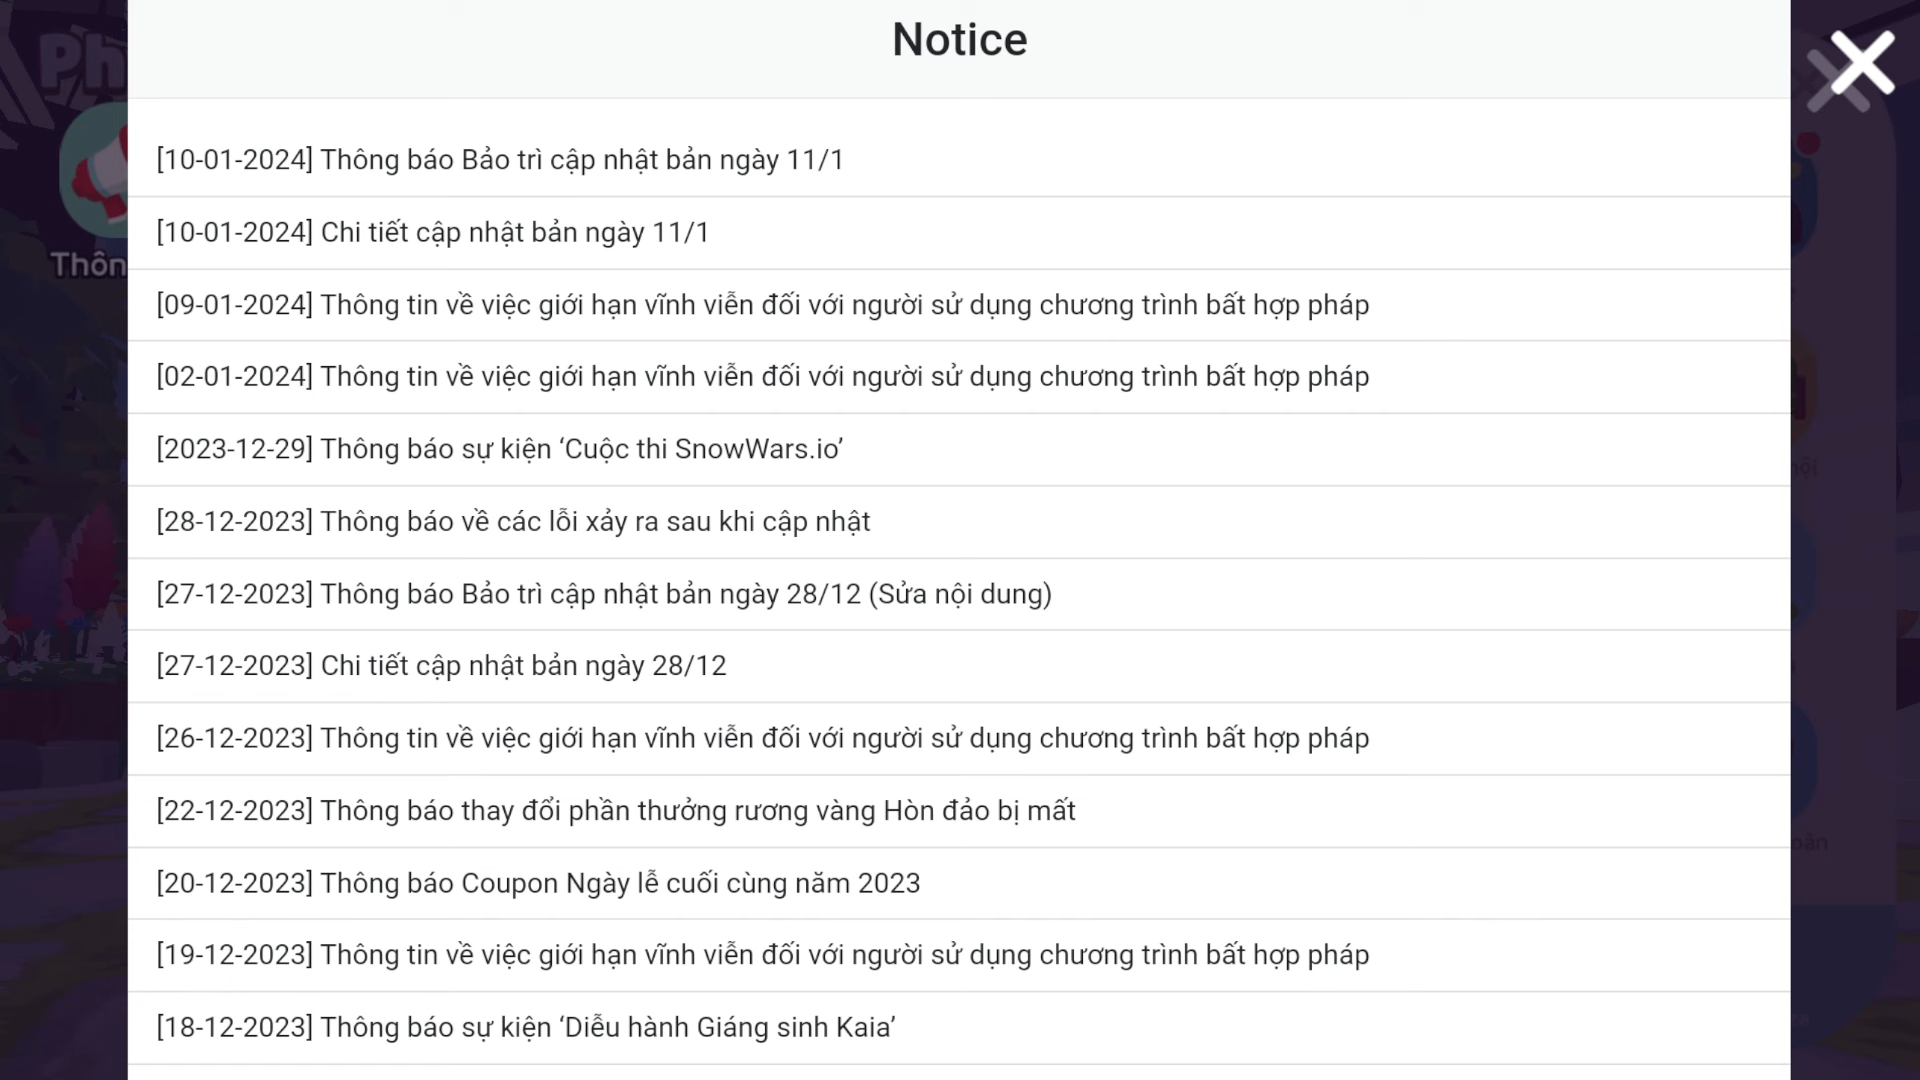 Notice
Ph
Thôn
[10-01-2024] Thông báo Bảo trì cập nhật bản ngày 11/1
[10-01-2024] Chi tiết cập nhật bản ngày 11/1
[09-01-2024] Thông tin về việc giới hạn vĩnh viễn đối với người sử dụng chương trình bất hợp pháp
[02-01-2024] Thông tin về việc giới hạn vĩnh viễn đối với người sử dụng chương trình bất hợp pháp
[2023-12-29] Thông báo sự kiện ‘Cuộc thi SnowWars.io’
[28-12-2023] Thông báo về các lỗi xảy ra sau khi cập nhật
[27-12-2023] Thông báo Bảo trì cập nhật bản ngày 28/12 (Sửa nội dung)
[27-12-2023] Chi tiết cập nhật bản ngày 28/12
[26-12-2023] Thông tin về việc giới hạn vĩnh viễn đối với người sử dụng chương trình bất hợp pháp
[22-12-2023] Thông báo thay đổi phần thưởng rương vàng Hòn đảo bị mất
[20-12-2023] Thông báo Coupon Ngày lễ cuối cùng năm 2023
[19-12-2023] Thông tin về việc giới hạn vĩnh viễn đối với người sử dụng chương trình bất hợp pháp
[18-12-2023] Thông báo sự kiện ‘Diễu hành Giáng sinh Kaia’